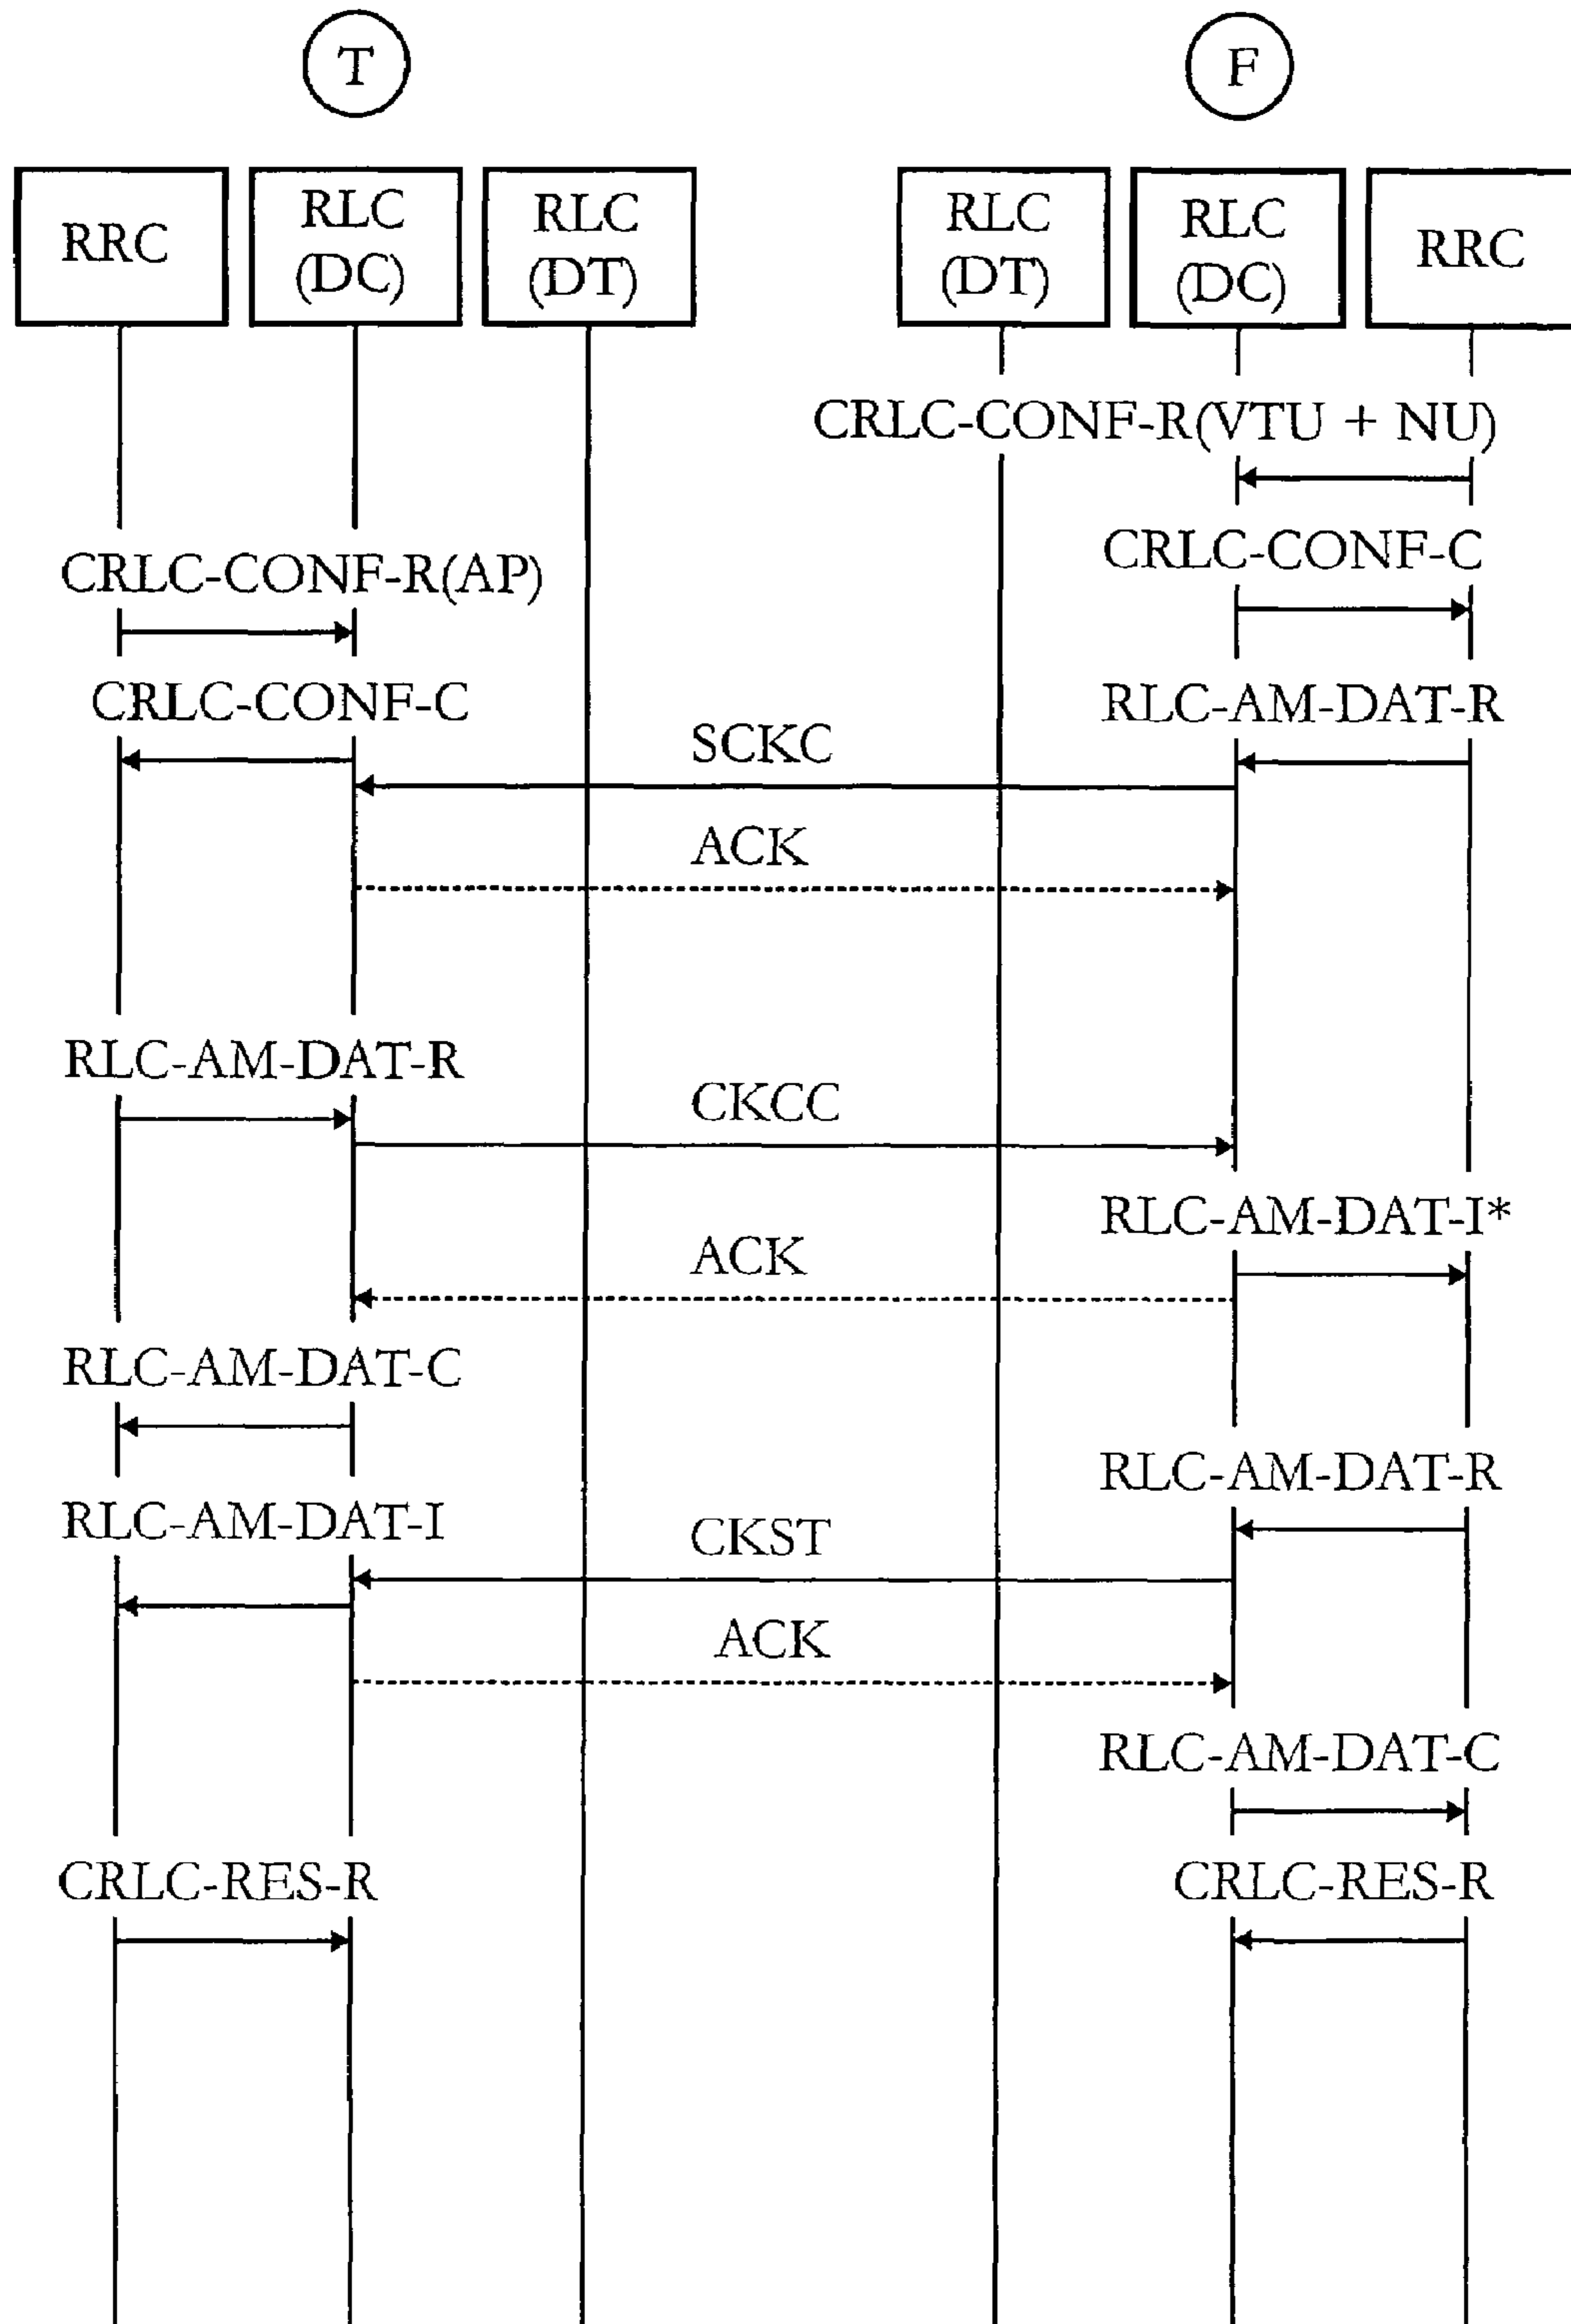 T
F
RRC
RLC
(DC)
RLC
(DT)
RLC
(DT)
RLC
(DC)
RRC
CRLC-CONF-R(VTU + NU)
CRLC-CONF-C
CRLC-CONF-R(AP)
CRLC-CONF-C
RLC-AM-DAT-R
SCKC
ACK
RLC-AM-DAT-R
CKCC
RLC-AM-DAT-I*
ACK
RLC-AM-DAT-C
RLC-AM-DAT-R
RLC-AM-DAT-I
CKST
ACK
RLC-AM-DAT-C
CRLC-RES-R
CRLC-RES-R